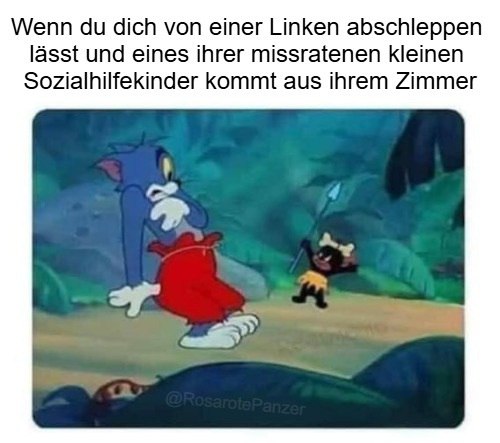 Wenn du dich von einer Linken abschleppen
lässt und eines ihrer missratenen kleinen
Sozialhilfekinder kommt aus ihrem Zimmer
@RosarotePanzer